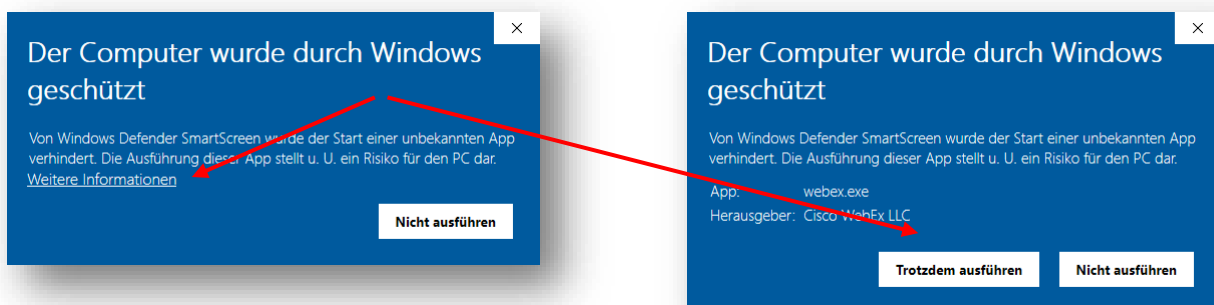 Der Computer wurde durch Windows
geschützt
Von Windows Defender SmartScreen wurde der Start einer unbekannten App
verhindert. Die Ausführung dieser App stellt u. U. ein Risiko für den PC dar.
Weitere Informationen
Nicht ausführen
Der Computer wurde durch Windows
geschützt
Von Windows Defender SmartScreen wurde der Start einer unbekannten App
verhindert. Die Ausführung dieser App stellt u. U. ein Risiko für den PC dar.
App: webex.exe
Herausgeber: Cisco WebEx LLC
Trotzdem ausführen Nicht ausführen